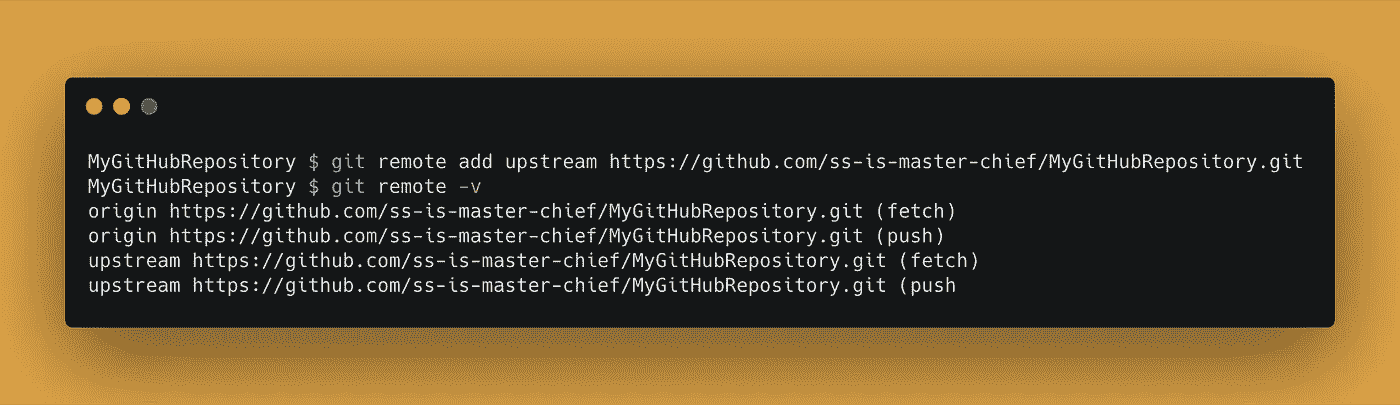 MyGitHubRepository $ git remote add upstream https://github.com/ss-is-master-chief/MyGitHubRepository.git
MyGitHubRepository $ git remote -v
origin https://github.com/ss-is-master-chief/MyGitHubRepository.git (fetch)
origin https://github.com/ss-is-master-chief/MyGitHubRepository.git (push)
upstream https://github.com/ss-is-master-chief/MyGitHubRepository.git (fetch)
upstream https://github.com/ss-is-master-chief/MyGitHubRepository.git (push